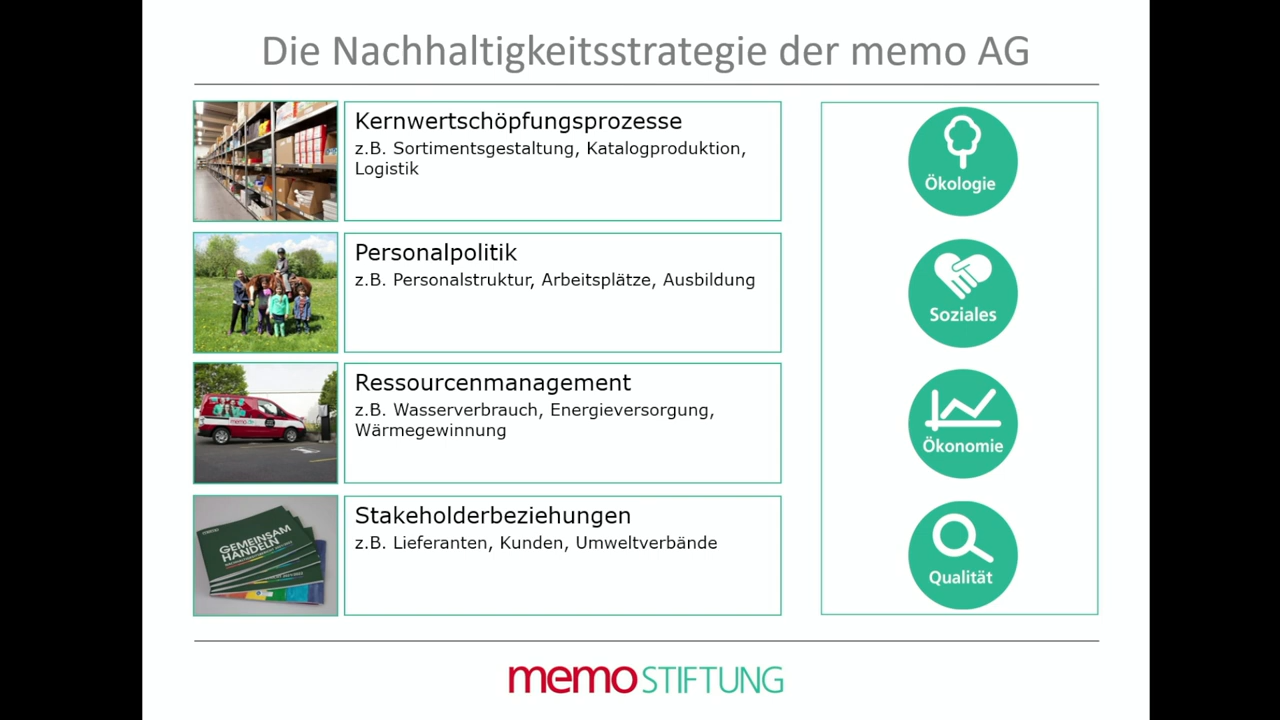 Die Nachhaltigkeitsstrategie der memo AG
Kernwertschöpfungsprozesse
z.B. Sortimentsgestaltung, Katalogproduktion,
Logistik
Personalpolitik
z.B. Personalstruktur, Arbeitsplätze, Ausbildung
Ressourcenmanagement
z.B. Wasserverbrauch, Energieversorgung,
Wärmegewinnung
memo
GEMEINSAM
HANDELN
Stakeholderbeziehungen
z.B. Lieferanten, Kunden, Umweltverbände
Ökologie
Soziales
Ökonomie
Qualität
memo STIFTUNG